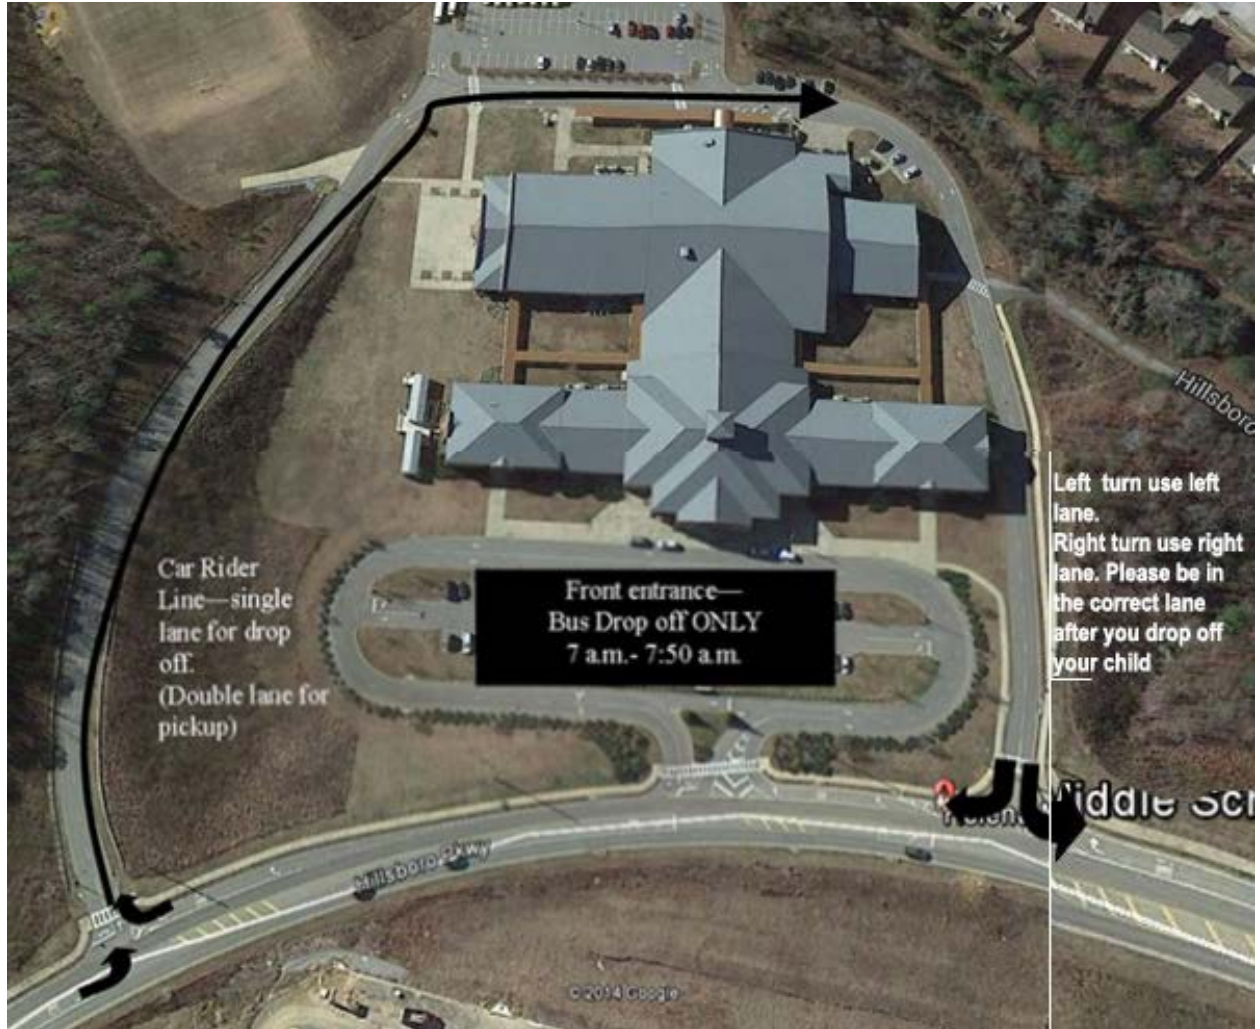 Hillsboro
Left turn use left
lane.
Right turn use right
lane. Please be in
the correct lane
after you drop off
your child
Car Rider
Line—single
lane for drop
off.
(Double lane for
pickup)
Front entrance—
Bus Drop off ONLY
7 a.m.- 7:50 a.m.
Middle Sc
Hillsboro Pkwy
© 2014 Google